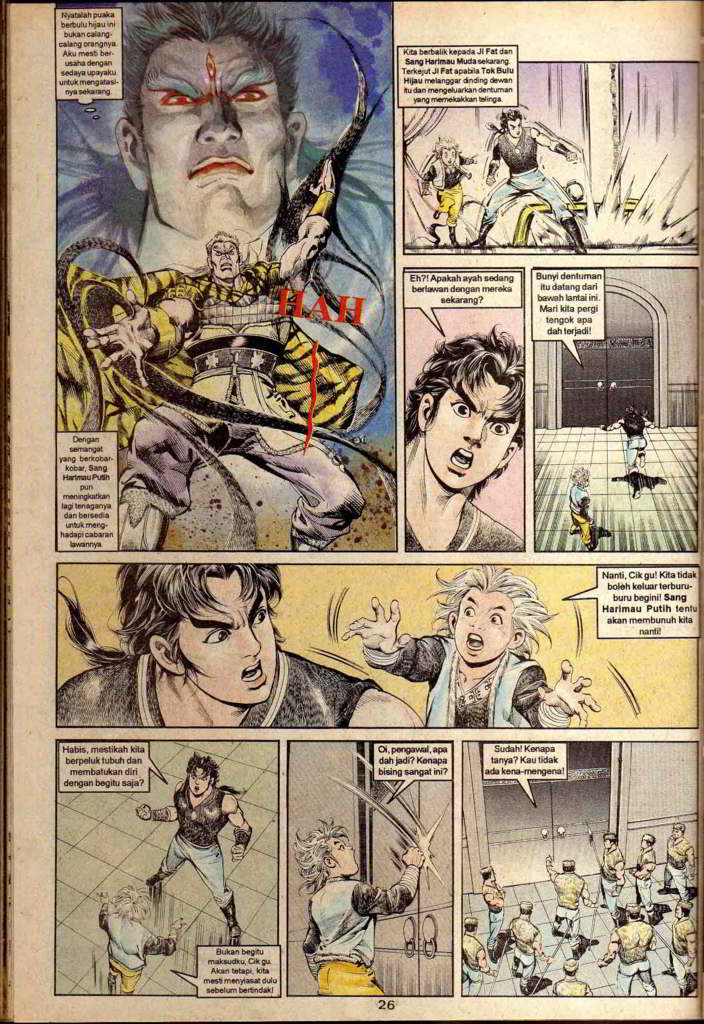 Nyatalah puaka
berbulu hijau ini
bukan calang-
calang orangnya.
Aku mesti ber-
usaha dengan
sedaya upayaku
untuk mengatasi-
nya sekarang.
HAH
!
Dengan
semangat
yang berkobar-
kobar, Sang
Harimau Putih
pun
meningkatkan
lagi tenaganya
dan bersedia
untuk meng-
hadapi cabaran
lawannya.
Kita berbalik kepada Ji Fat dan
Sang Harimau Muda sekarang.
Terkejut Ji Fat apabila Tok Bulu
Hijau melanggar dinding dewan
itu dan mengeluarkan dentuman
yang memekakkan telinga.
Eh?! Apakah ayah sedang
berlawan dengan mereka
sekarang?
Bunyi dentuman
itu datang dari
bawah lantai ini.
Mari kita pergi
tengok apa
dah terjadi!
Nanti, Cik gu! Kita tidak
boleh keluar terburu-
buru begini! Sang
Harimau Putih tentu
akan membunuh kita
nanti!
Habis, mestikah kita
berpeluk tubuh dan
membatukan diri
dengan begitu saja?
Bukan begitu
maksudku, Cik gu.
Akan tetapi, kita
mesti menyiasat dulu
sebelum bertindak!
Oi, pengawal, apa
dah jadi? Kenapa
bising sangat ini?
Sudah! Kenapa
tanya? Kau tidak
ada kena-mengena!
26